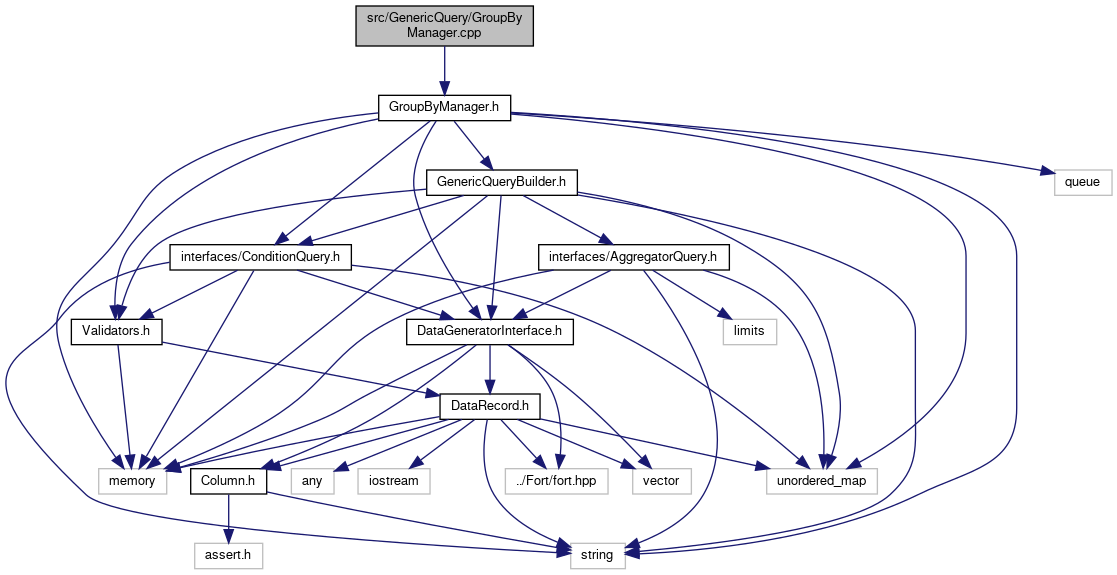 src/GenericQuery/GroupBy
Manager.cpp
GroupByManager.h
GenericQueryBuilder.h
queue
interfaces/ConditionQuery.h
interfaces/AggregatorQuery.h
Validators.h
DataGeneratorInterface.h
limits
DataRecord.h
memory
Column.h
any
iostream
../Fort/fort.hpp
vector
unordered_map
assert.h
string